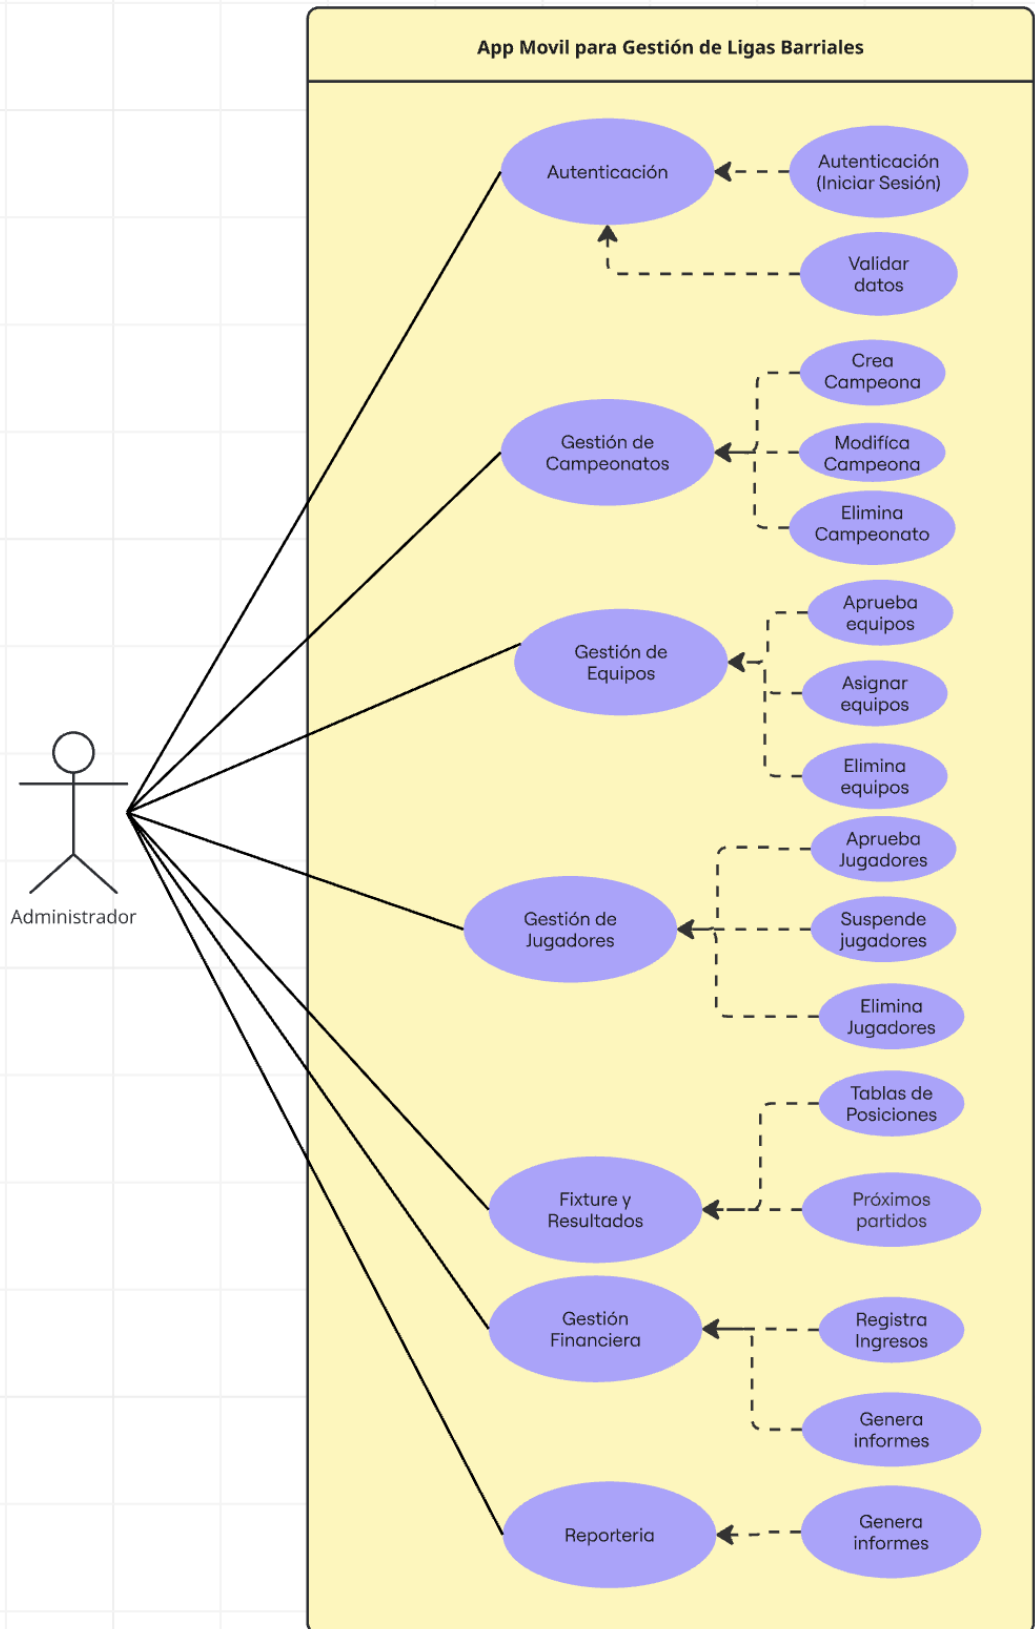 App Movil para Gestión de Ligas Barriales
Autenticación
Autenticación
(Iniciar Sesión)
Validar
datos
Gestión de
Campeonatos
Crea
Campeona
Modifíca
Campeona
Elimina
Campeonato
Gestión de
Equipos
Aprueba
equipos
Asignar
equipos
Elimina
equipos
Administrador
Gestión de
Jugadores
Aprueba
Jugadores
Suspende
jugadores
Elimina
Jugadores
Fixture y
Resultados
Tablas de
Posiciones
Próximos
partidos
Gestión
Financiera
Registra
Ingresos
Genera
informes
Reporteria
Genera
informes